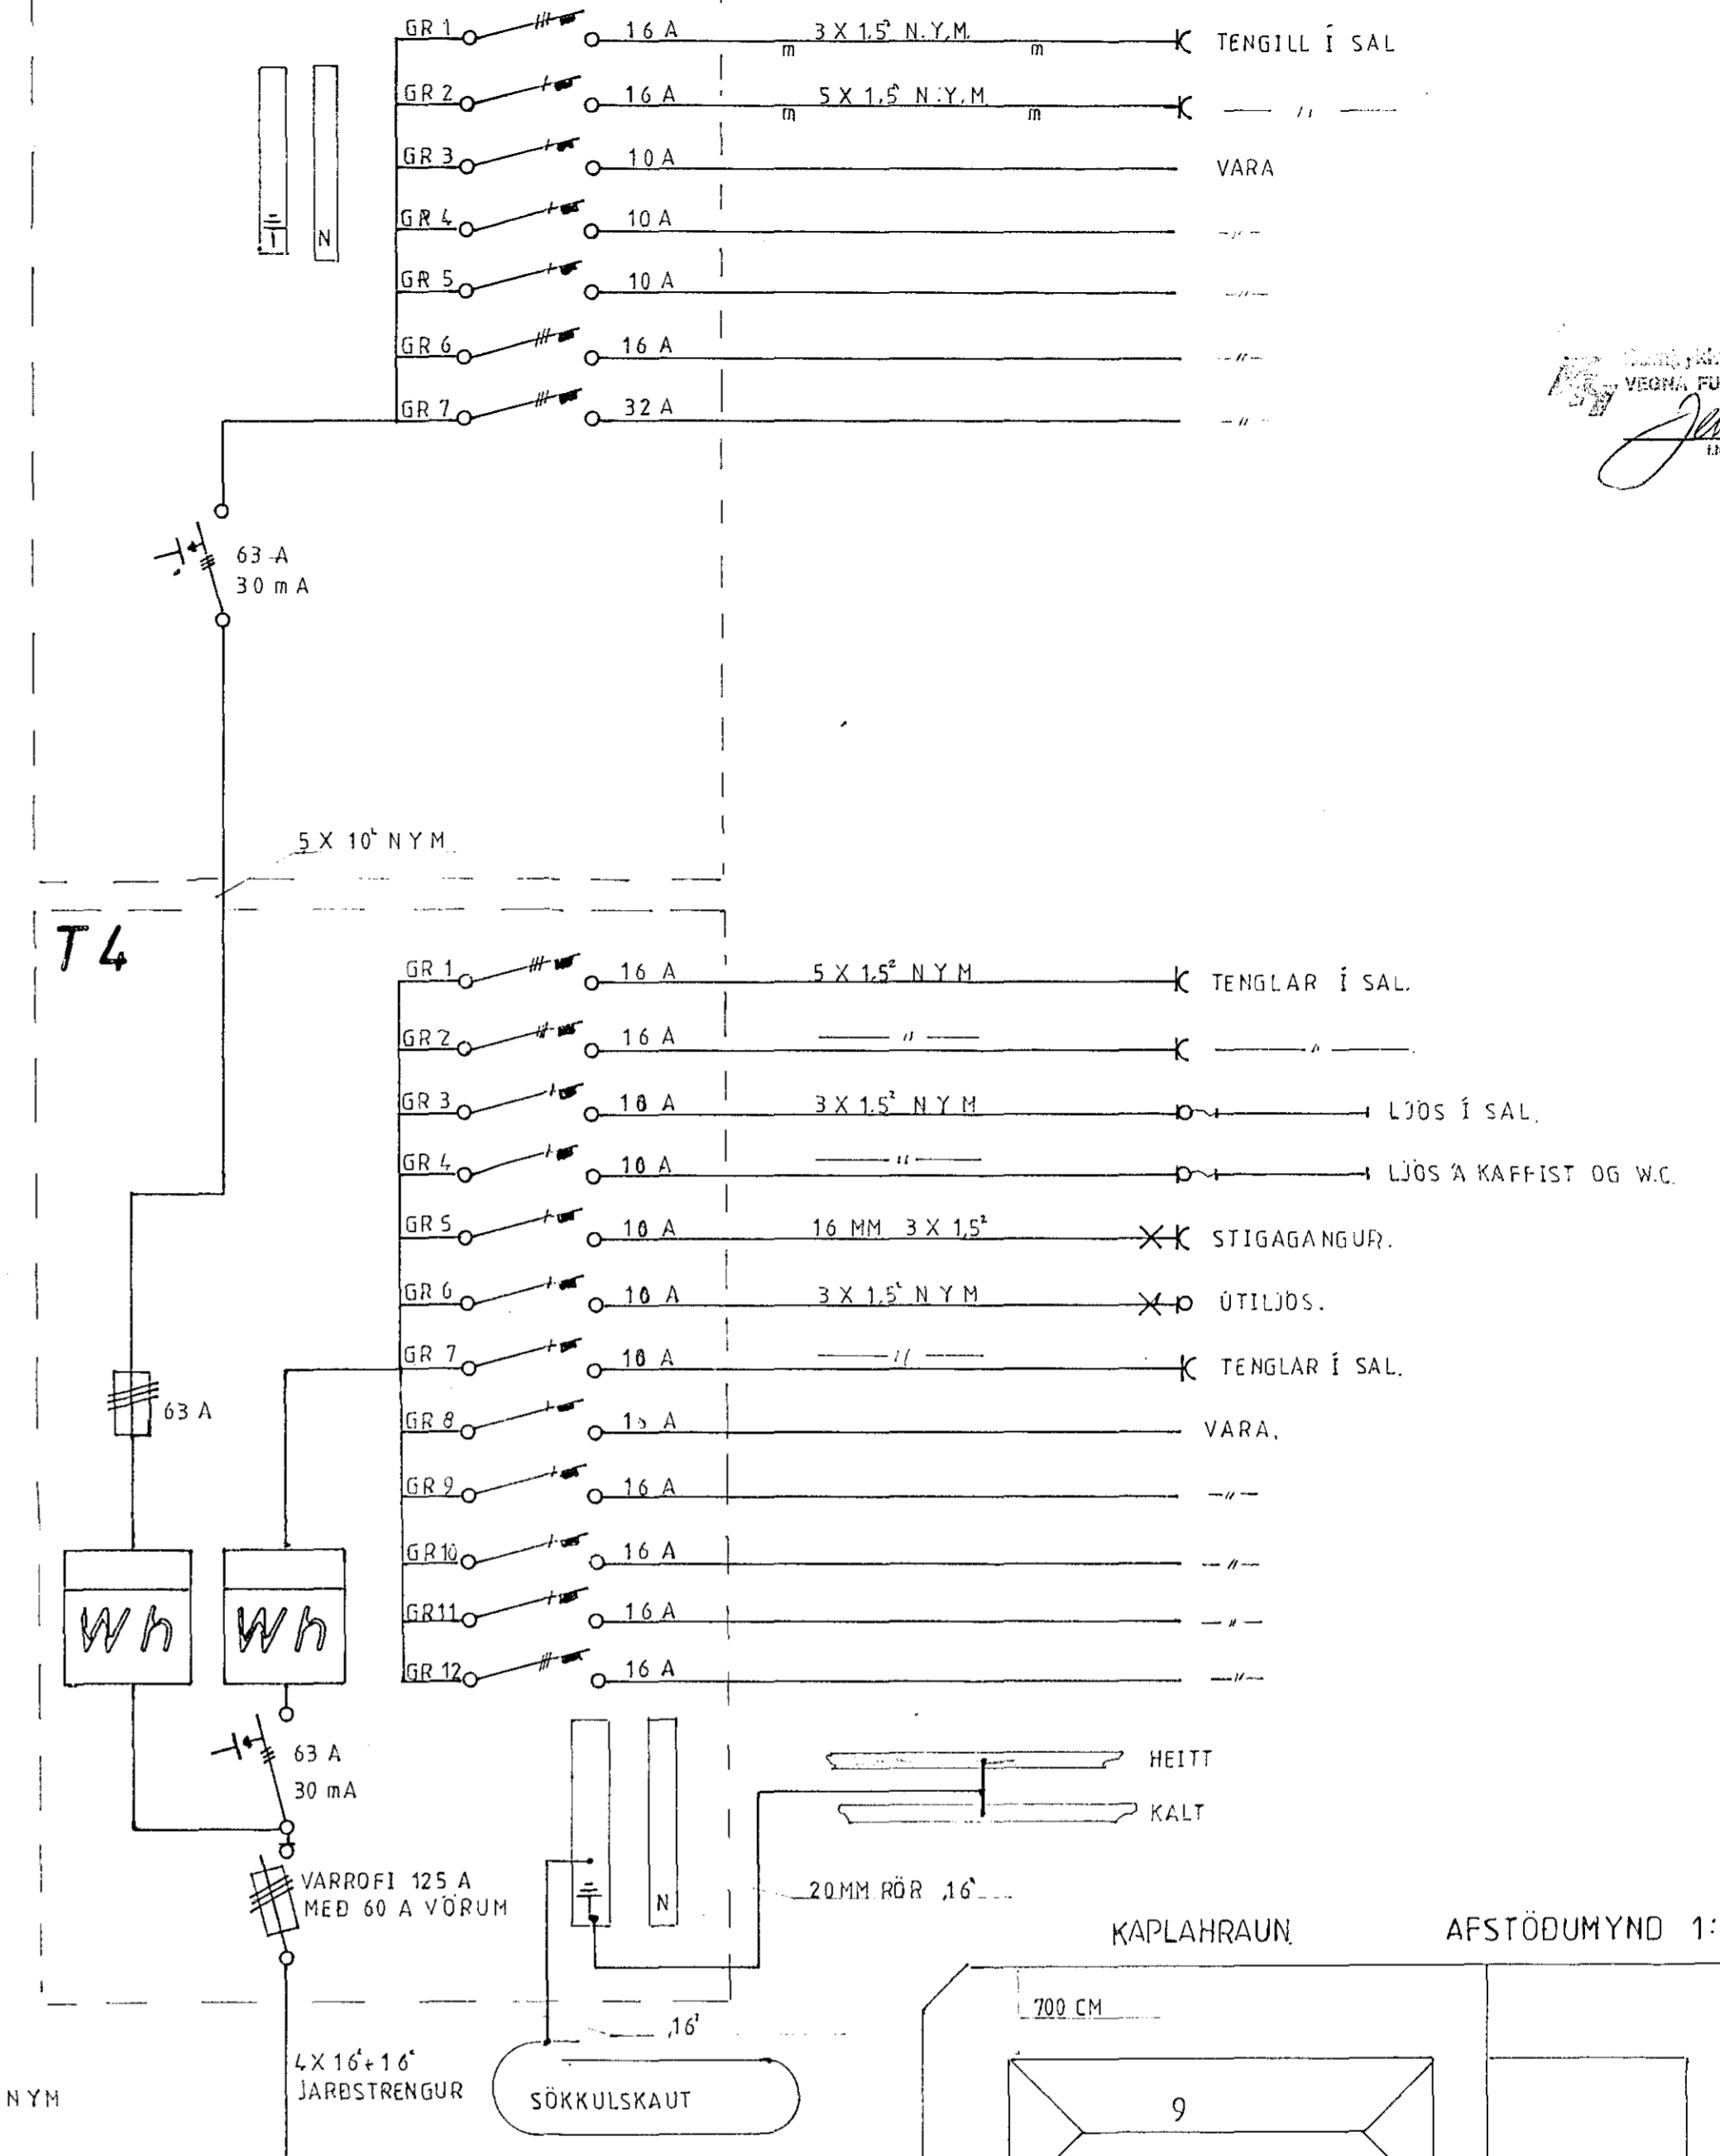 GR 1 16 A 3 X 1.5² N.Y.M. TENGILL Í SAL
m m
GR 2 16 A 5 X 1,5² N.Y.M. — 〃 —
m m
GR 3 10 A VARA
GR 4 10 A -〃-
GR 5 10 A -〃-
GR 6 16 A -〃-
GR 7 32 A -〃-
N
VEGNA FU
63 A
30 mA
5 X 10² N Y M
T4
GR 1 16 A 5 X 1,5² N Y M TENGLAR Í SAL.
GR 2 16 A — 〃 — — 〃 —
GR 3 10 A 3 X 1.5² N Y M LJÓS Í SAL.
GR 4 10 A — 〃 — LJÓS Á KAFFIST OG W.C.
GR 5 10 A 16 MM 3 X 1,5² STIGAGANGUR.
GR 6 10 A 3 X 1,5² N Y M ÚTILJÓS.
GR 7 10 A — 〃 — TENGLAR Í SAL.
GR 8 A VARA.
GR 9 16 A -〃-
GR 10 16 A -〃-
GR 11 16 A -〃-
GR 12 16 A -〃-
63 A
Wh Wh
63 A
30 mA
HEITT
KALT
VARROFI 125 A
MEÐ 60 A VÖRUM
N
20 MM RÖR ,16²
KAPLAHRAUN. AFSTÖÐUMYND 1:
700 CM
,16²
4 X 16² + 16²
JARÐSTRENGUR
SÖKKULSKAUT
N Y M
9